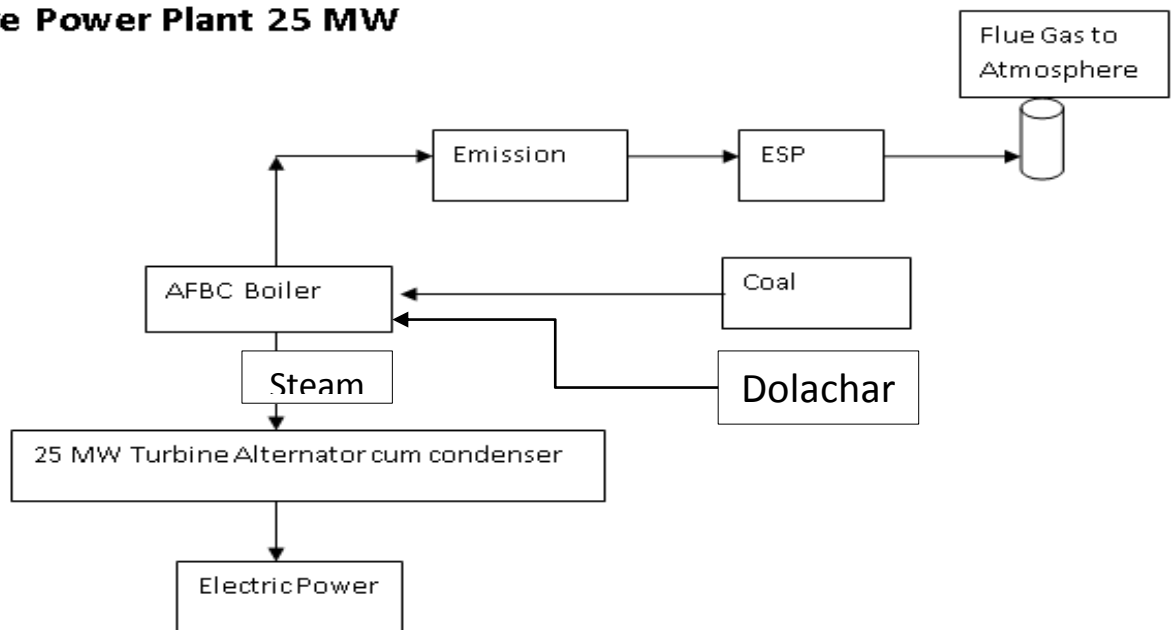 Power Plant 25 MW
Flue Gas to
Atmosphere
Emission
ESP
AFBC Boiler
Coal
Steam
Dolachar
25 MW Turbine Alternator cum condenser
Electric Power